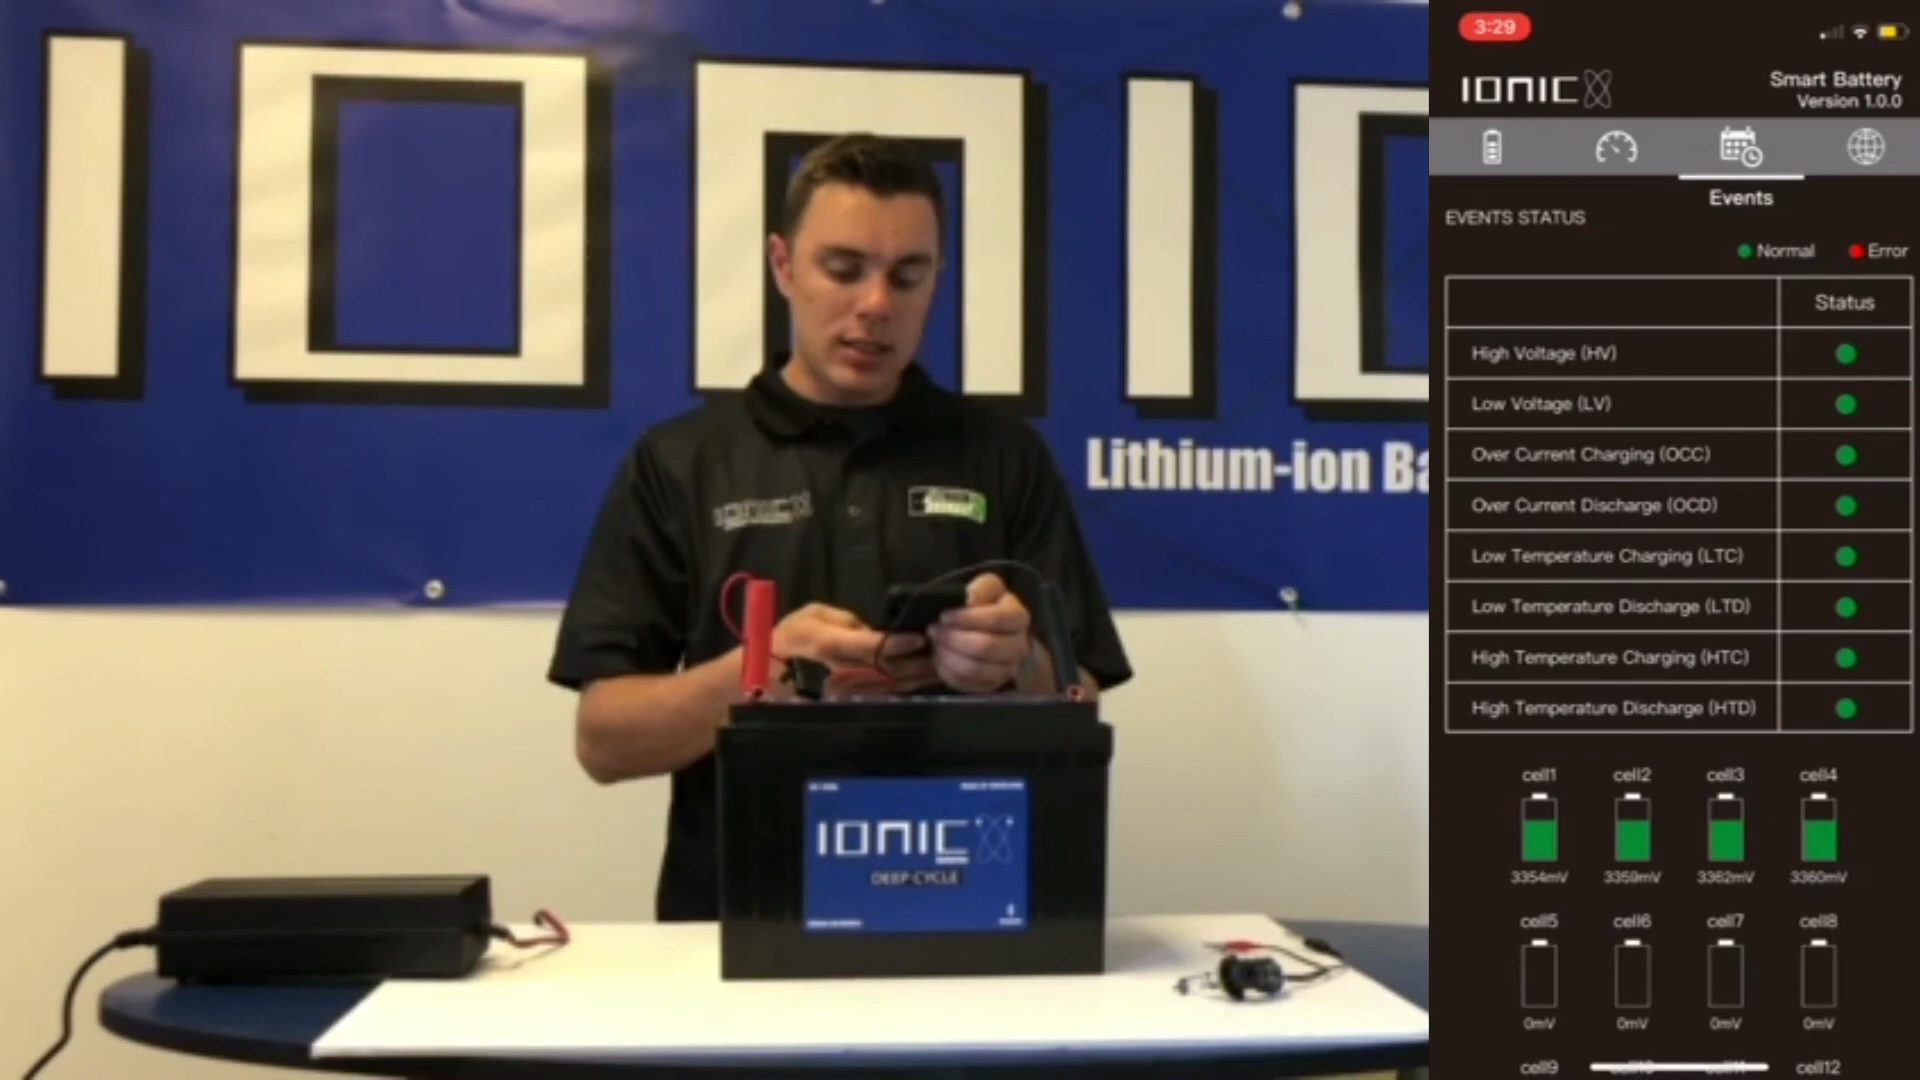 IONIC
Lithium-ion Ba
IONIC
IONIC
DEEP CYCLE
3:29
IONIC
Smart Battery
Version 1.0.0
Events
EVENTS STATUS
Normal
Error
Status
High Voltage (HV)
Low Voltage (LV)
Over Current Charging (OCC)
Over Current Discharge (OCD)
Low Temperature Charging (LTC)
Low Temperature Discharge (LTD)
High Temperature Charging (HTC)
High Temperature Discharge (HTD)
cell1 cell2 cell3 cell4
3354mV 3359mV 3362mV 3360mV
cell5 cell6 cell7 cell8
0mV 0mV 0mV 0mV
cell9 cell10 cell11 cell12